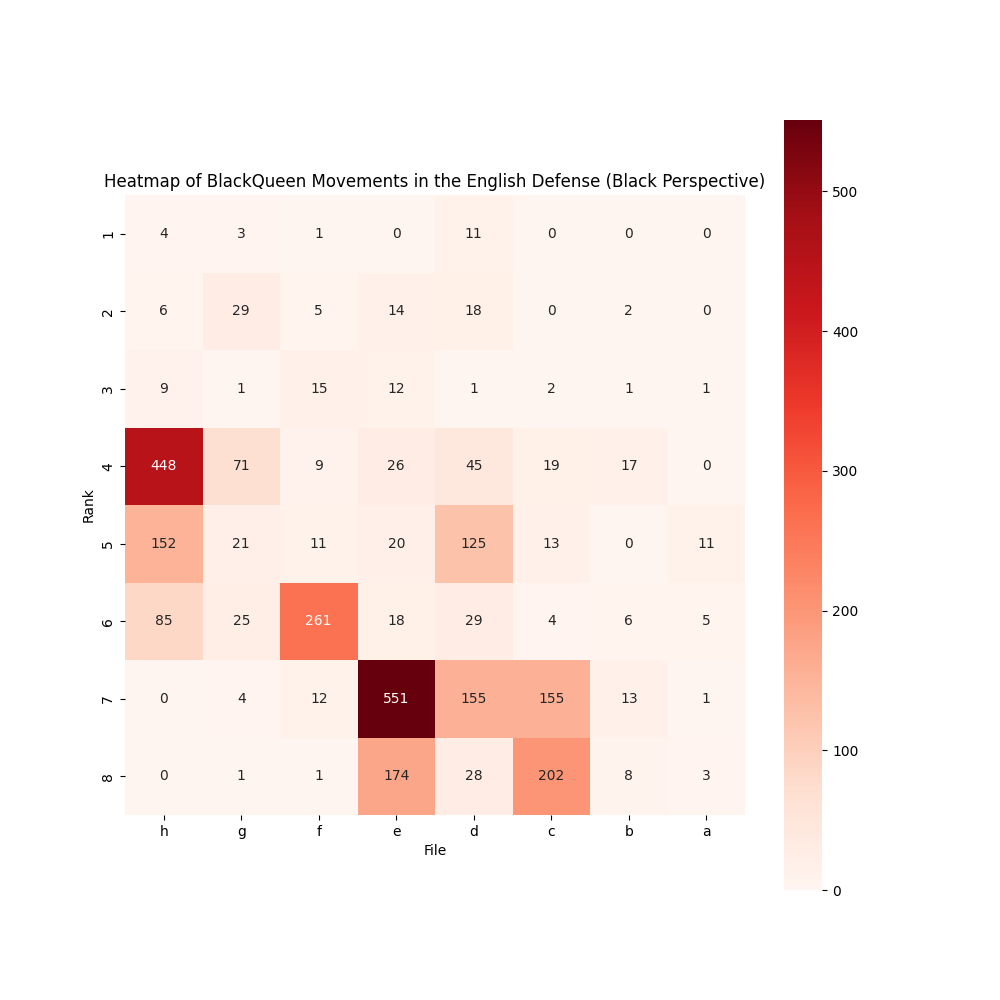 Heatmap of BlackQueen Movements in the English Defense (Black Perspective)
Rank
1 4 3 1 0 11 0 0 0
2 6 29 5 14 18 0 2 0
3 9 1 15 12 1 2 1 1
4 448 71 9 26 45 19 17 0
5 152 21 11 20 125 13 0 11
6 85 25 261 18 29 4 6 5
7 0 4 12 551 155 155 13 1
8 0 1 1 174 28 202 8 3
h g f e d c b a
File
500
400
300
200
100
0